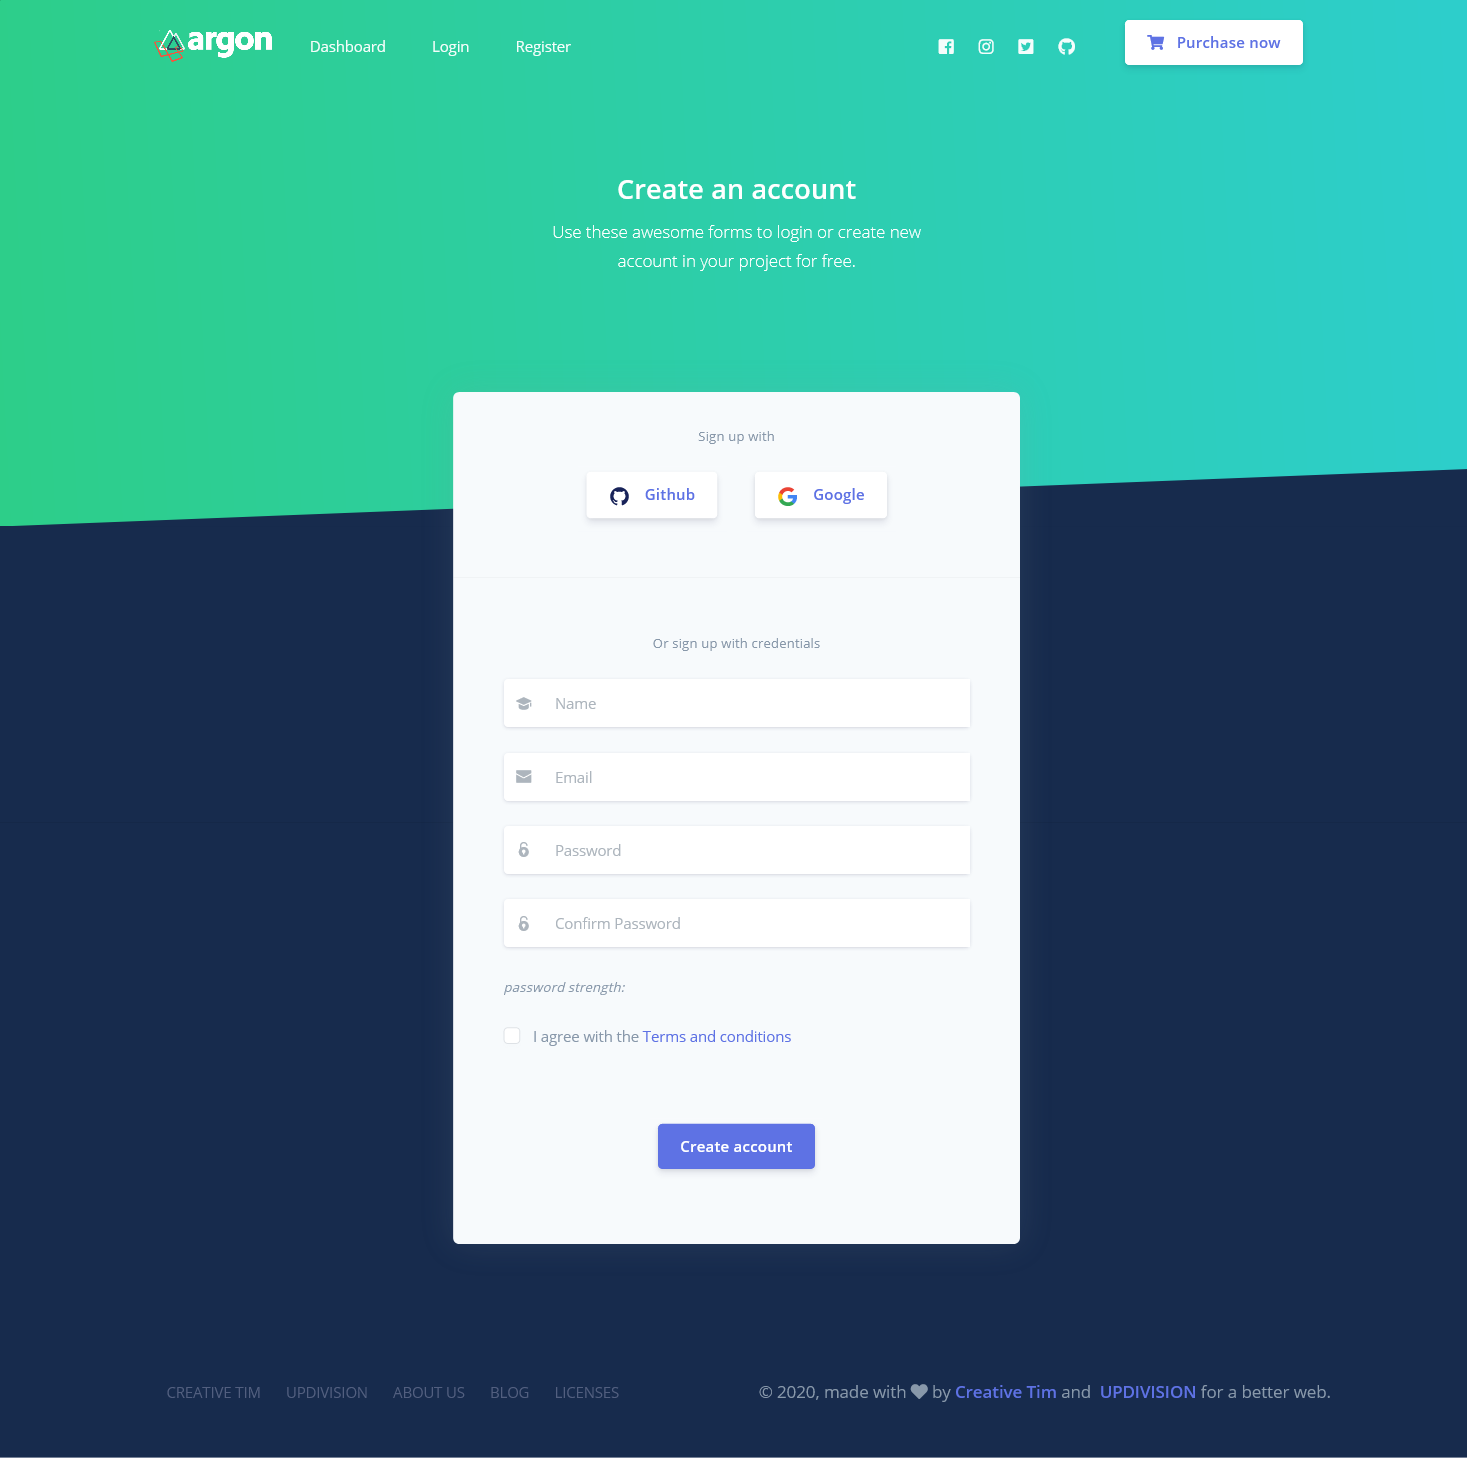 argon
Dashboard Login Register
Purchase now
Create an account
Use these awesome forms to login or create new
account in your project for free.
Sign up with
Github
Google
Or sign up with credentials
Name
Email
Password
Confirm Password
password strength:
I agree with the Terms and conditions
Create account
CREATIVE TIM UPDIVISION ABOUT US BLOG LICENSES
© 2020, made with ♥ by Creative Tim and UPDIVISION for a better web.